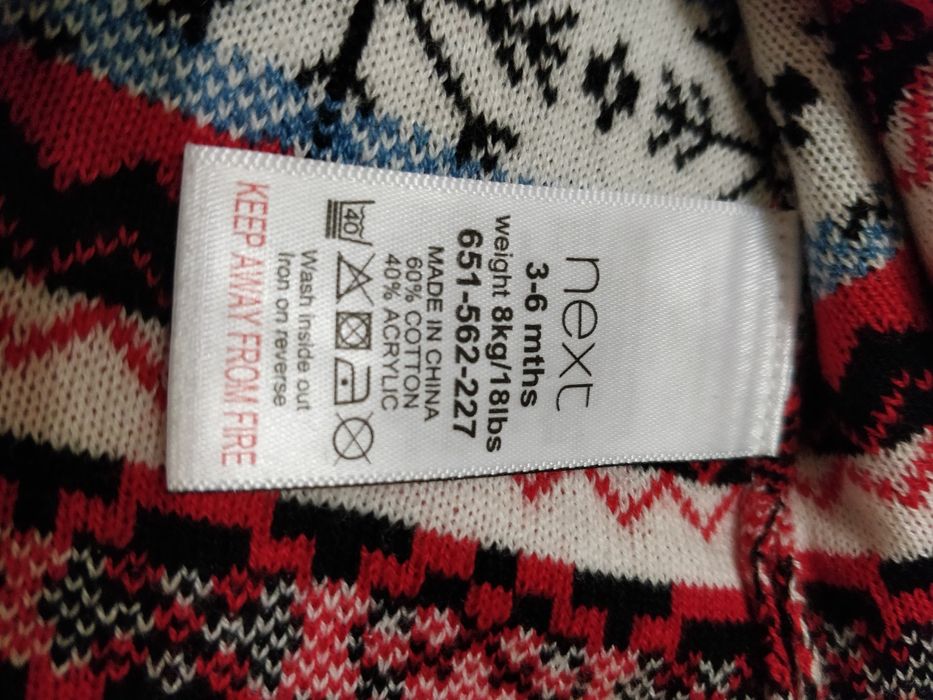 next
3-6 mths
weight 8kg/18lbs
651-562-227
MADE IN CHINA
60% COTTON
40% ACRYLIC
40
Wash inside out
Iron on reverse
KEEP AWAY FROM FIRE